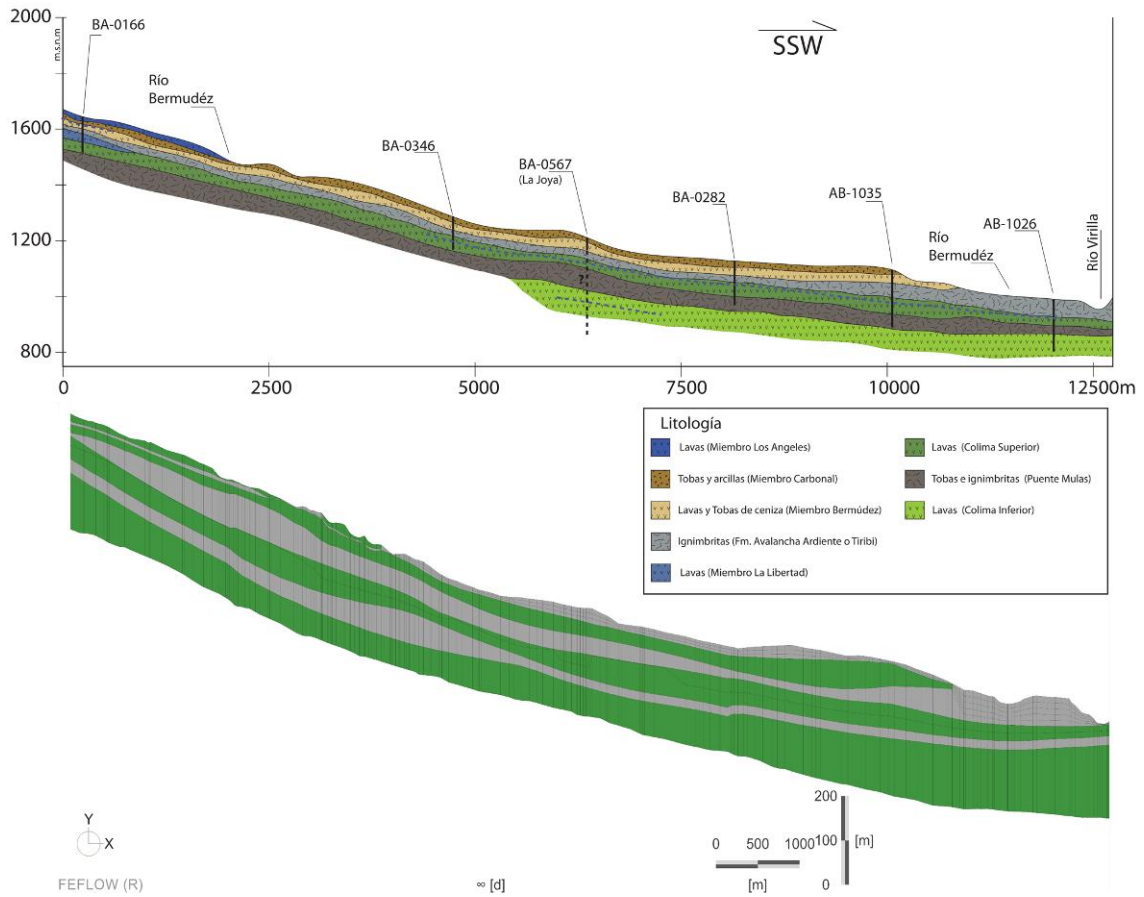 2000
m.s.n.m
BA-0166
SSW
Río
Bermudéz
1600
BA-0346
BA-0567
(La Joya)
BA-0282
AB-1035
Río
Bermudéz
AB-1026
Río Virilla
1200
?
800
0 2500 5000 7500 10000 12500m
Litología
Lavas (Miembro Los Angeles)
Tobas y arcillas (Miembro Carbonal)
Lavas y Tobas de ceniza (Miembro Bermúdez)
Ignimbritas (Fm. Avalancha Ardiente o Tiribi)
Lavas (Miembro La Libertad)
Lavas (Colima Superior)
Tobas e ignimbritas (Puente Mulas)
Lavas (Colima Inferior)
Y
X
FEFLOW (R)
∞ [d]
0 500 1000
[m]
200
100 [m]
0